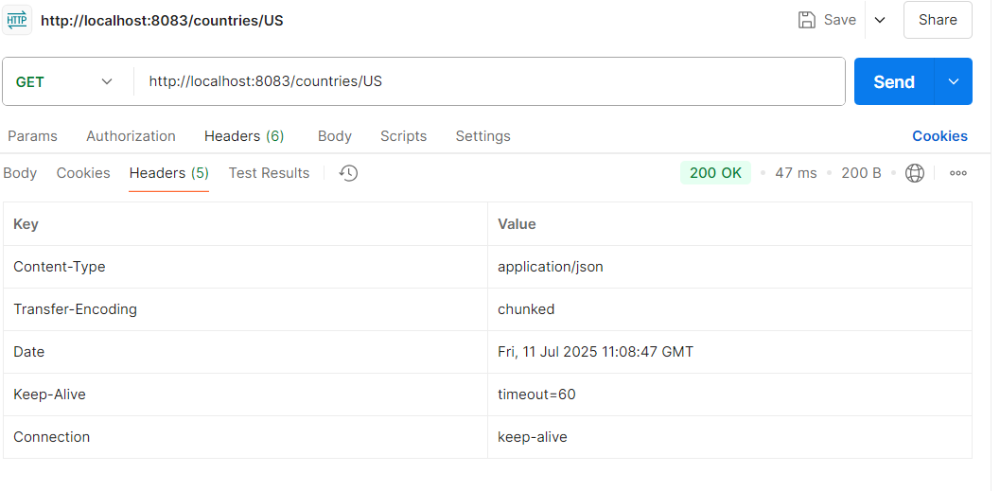 HTTP http://localhost:8083/countries/US Save Share
GET http://localhost:8083/countries/US Send
Params Authorization Headers (6) Body Scripts Settings Cookies
Body Cookies Headers (5) Test Results 200 OK 47 ms 200 B
Key Value
Content-Type application/json
Transfer-Encoding chunked
Date Fri, 11 Jul 2025 11:08:47 GMT
Keep-Alive timeout=60
Connection keep-alive